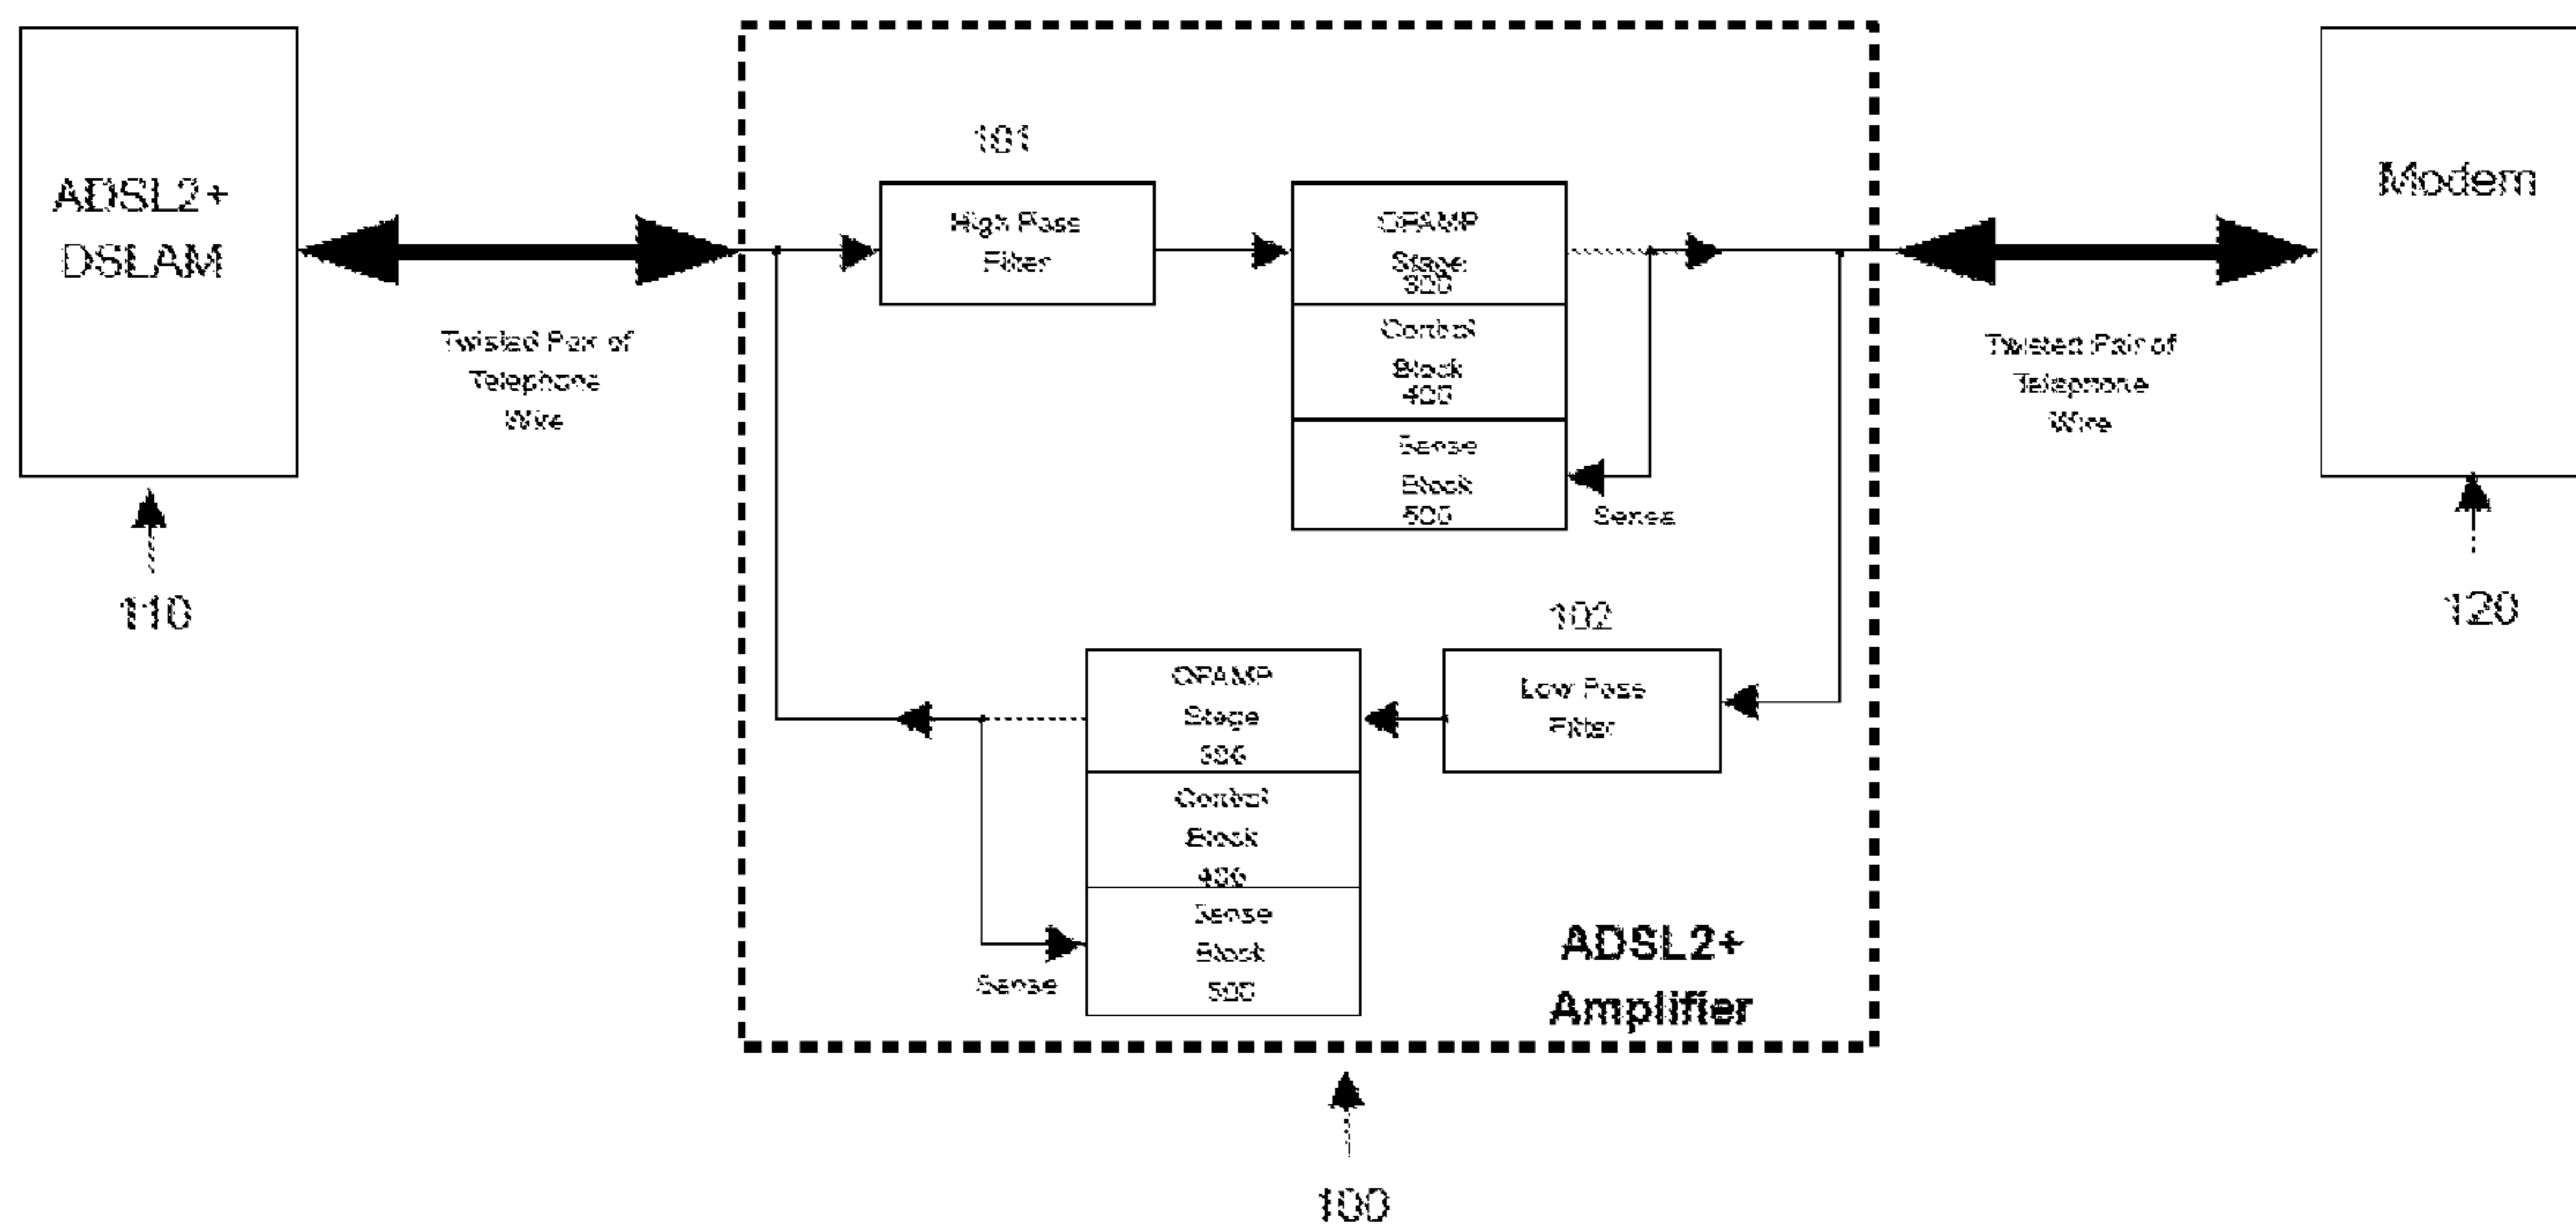 101
ADSL2+
DSLAM
High Pass
Filter
OPAMP
Stage
300
Control
Block
400
Sense
Block
500
Sense
Modem
Twisted Pair of
Telephone
Wire
Twisted Pair of
Telephone
Wire
110
120
102
OPAMP
Stage
Control
Block
Sense
Block
500
Low Pass
Filter
Sense
ADSL2+
Amplifier
100